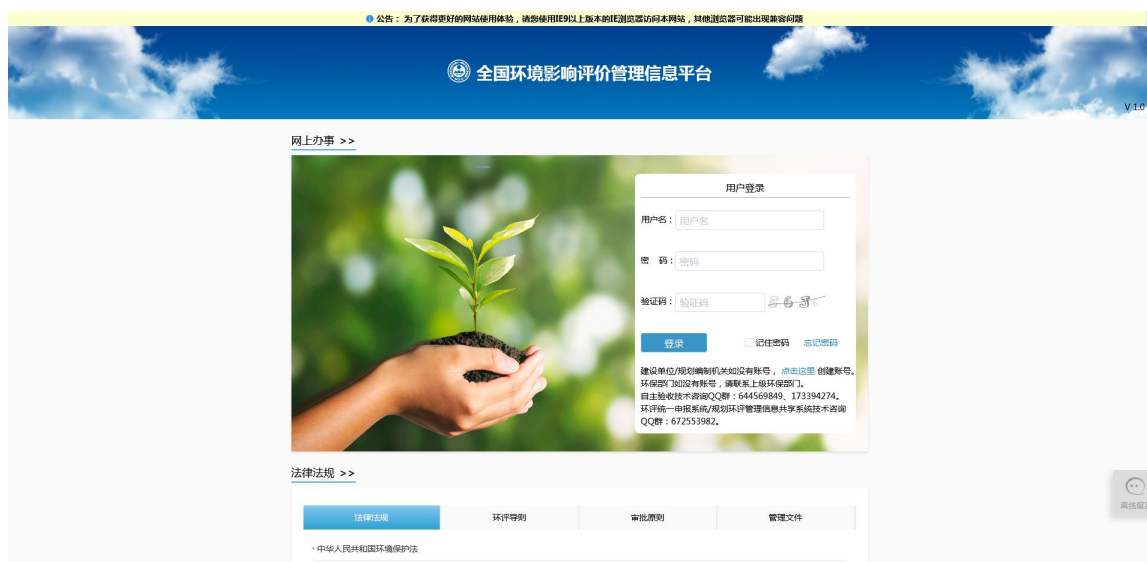 公告： 为了获得更好的网站使用体验，请您使用IE9以上版本的IE浏览器访问本网站，其他浏览器可能出现兼容问题
全国环境影响评价管理信息平台
V 1.0
网上办事 >>
用户登录
用户名： 用户名
密 码： 密码
验证码： 验证码
登录 记住密码 忘记密码
建设单位/规划编制机关如没有账号， 点击这里 创建账号。
环保部门如没有账号，请联系上级环保部门。
自主验收技术咨询QQ群：644569849、173394274。
环评统一申报系统/规划环评管理信息共享系统技术咨询
QQ群：672553982。
法律法规 >>
离线留
法律法规 环评导则 审批原则 管理文件
中华人民共和国环境保护法